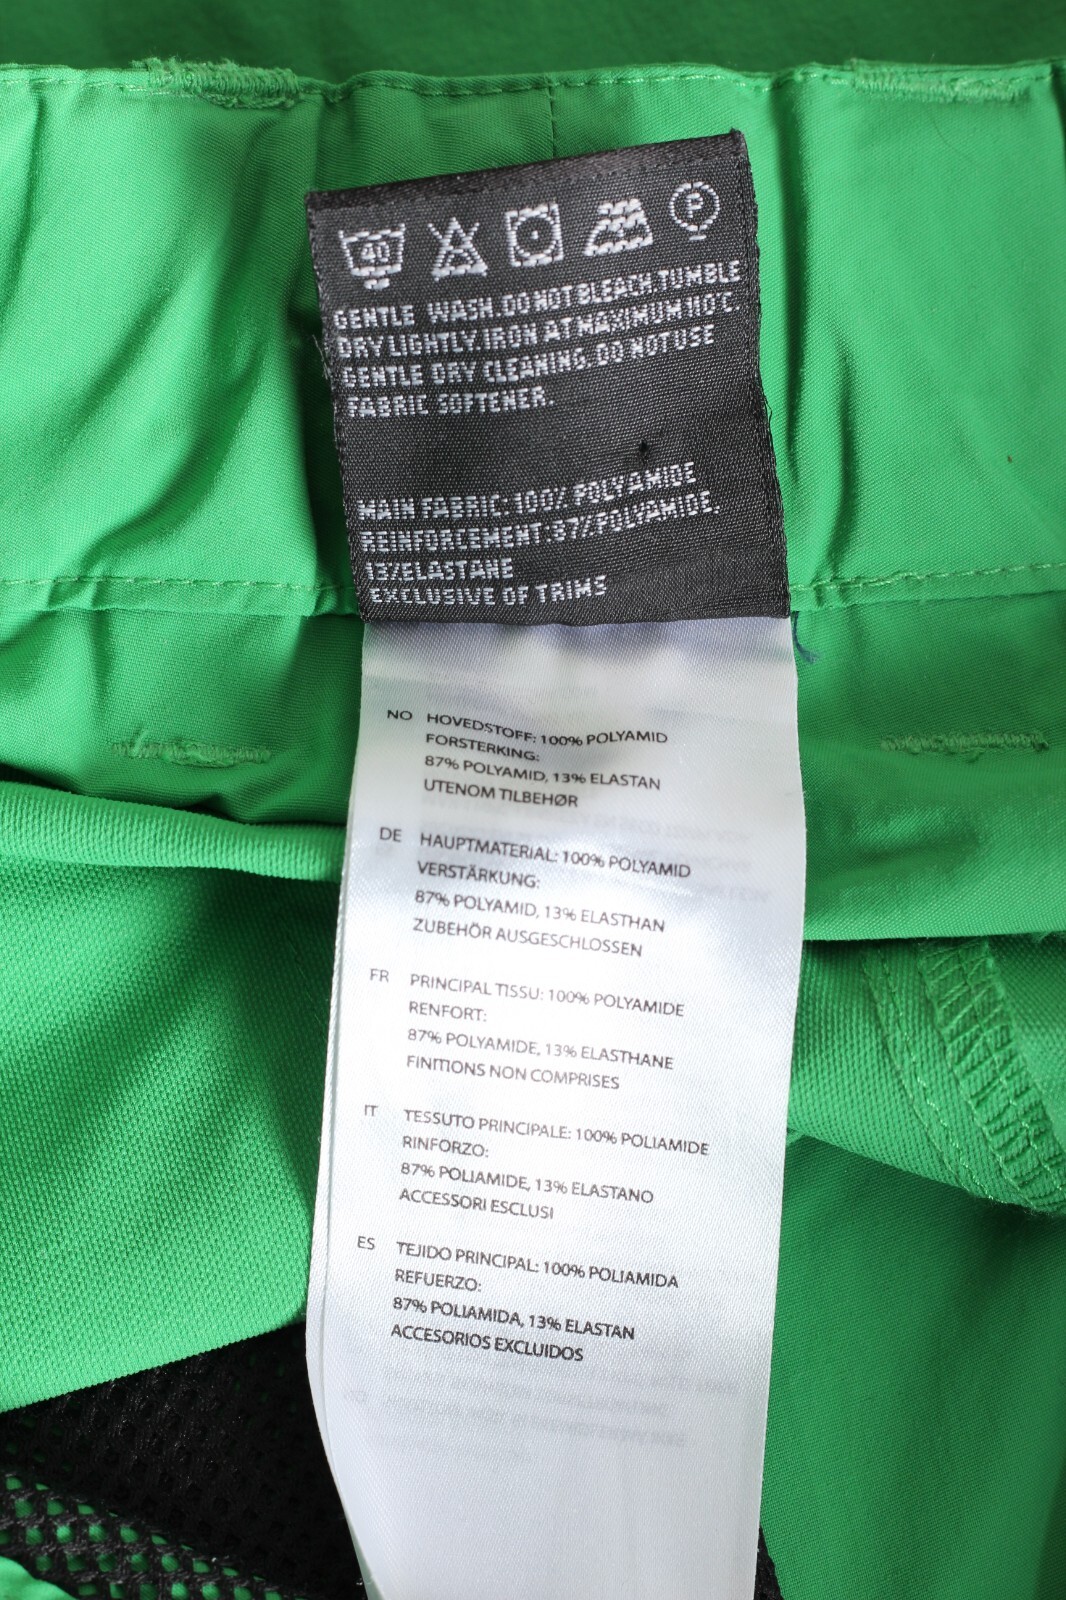 40 P
GENTLE WASH. DO NOT BLEACH. TUMBLE
DRY LIGHTLY. IRON AT MAXIMUM 110°C.
GENTLE DRY CLEANING. DO NOT USE
FABRIC SOFTENER.
MAIN FABRIC: 100% POLYAMIDE
REINFORCEMENT: 87% POLYAMIDE,
13% ELASTANE
EXCLUSIVE OF TRIMS
NO HOVEDSTOFF: 100% POLYAMID
FORSTERKING:
87% POLYAMID, 13% ELASTAN
UTENOM TILBEHØR
DE HAUPTMATERIAL: 100% POLYAMID
VERSTÄRKUNG:
87% POLYAMID, 13% ELASTHAN
ZUBEHÖR AUSGESCHLOSSEN
FR PRINCIPAL TISSU: 100% POLYAMIDE
RENFORT:
87% POLYAMIDE, 13% ELASTHANE
FINITIONS NON COMPRISES
IT TESSUTO PRINCIPALE: 100% POLIAMIDE
RINFORZO:
87% POLIAMIDE, 13% ELASTANO
ACCESSORI ESCLUSI
ES TEJIDO PRINCIPAL: 100% POLIAMIDA
REFUERZO:
87% POLIAMIDA, 13% ELASTAN
ACCESORIOS EXCLUIDOS